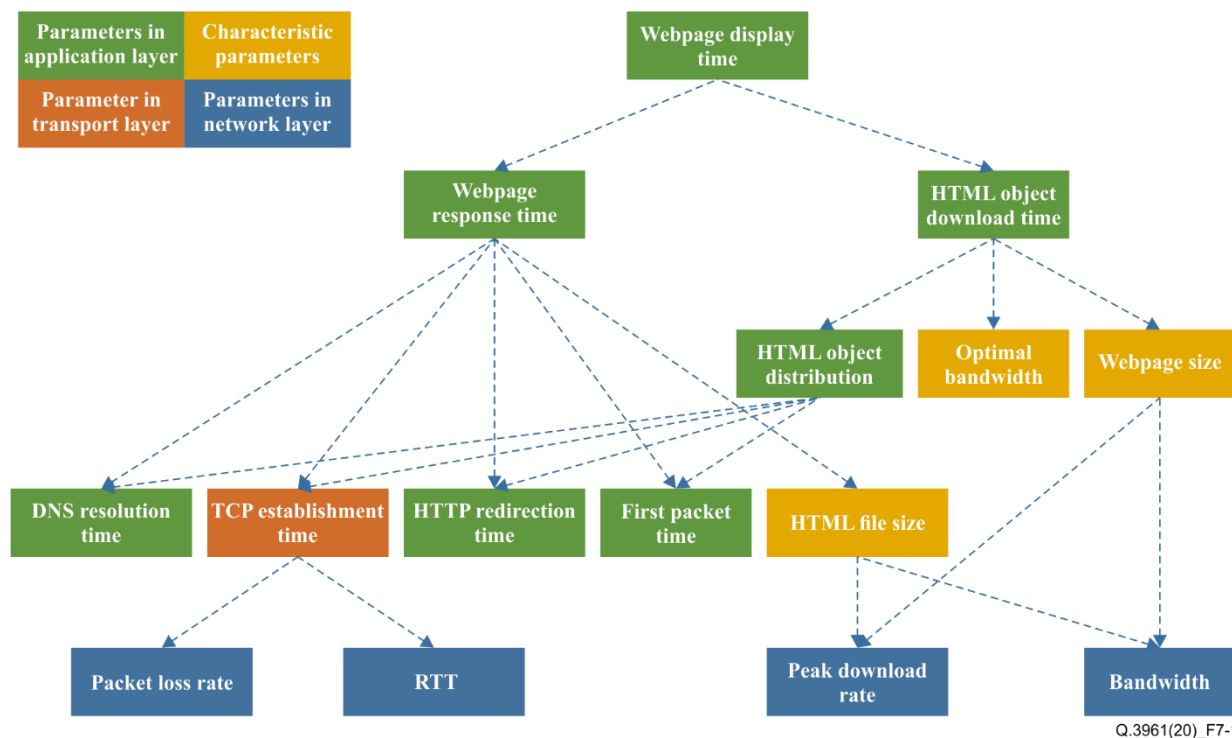 Parameters in
application layer
Characteristic
parameters
Parameter in
transport layer
Parameters in
network layer
Webpage display
time
Webpage
response time
HTML object
download time
HTML object
distribution
Optimal
bandwidth
Webpage size
DNS resolution
time
TCP establishment
time
HTTP redirection
time
First packet
time
HTML file size
Packet loss rate
RTT
Peak download
rate
Bandwidth
Q.3961(20)_F7-